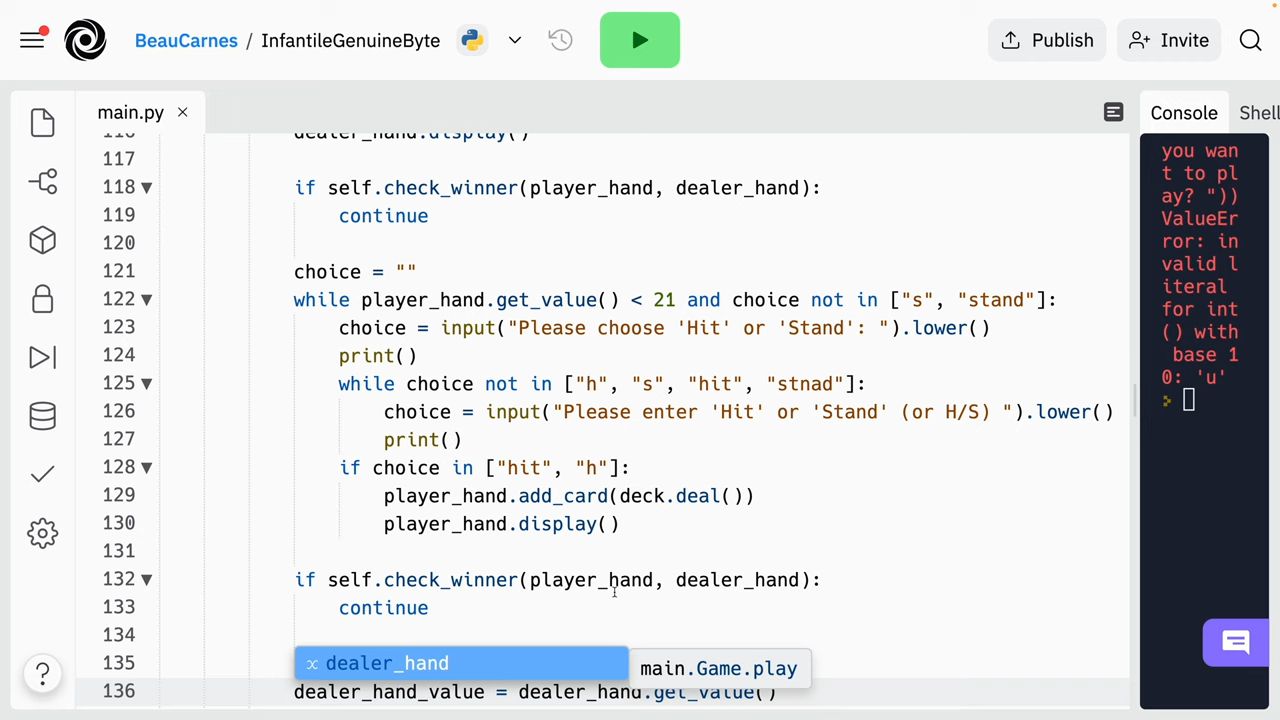 BeauCarnes / InfantileGenuineByte
Publish
Invite
main.py
Console
Shell
116 dealer_hand.display()
117
118 if self.check_winner(player_hand, dealer_hand):
119 continue
120
121 choice = ""
122 while player_hand.get_value() < 21 and choice not in ["s", "stand"]:
123 choice = input("Please choose 'Hit' or 'Stand': ").lower()
124 print()
125 while choice not in ["h", "s", "hit", "stnad"]:
126 choice = input("Please enter 'Hit' or 'Stand' (or H/S) ").lower()
127 print()
128 if choice in ["hit", "h"]:
129 player_hand.add_card(deck.deal())
130 player_hand.display()
131
132 if self.check_winner(player_hand, dealer_hand):
133 continue
134
135
dealer_hand
main.Game.play
136 dealer_hand_value = dealer_hand.get_value()
you wan
t to pl
ay? "))
ValueEr
ror: in
valid l
iteral
for int
() with
base 1
0: 'u'
?